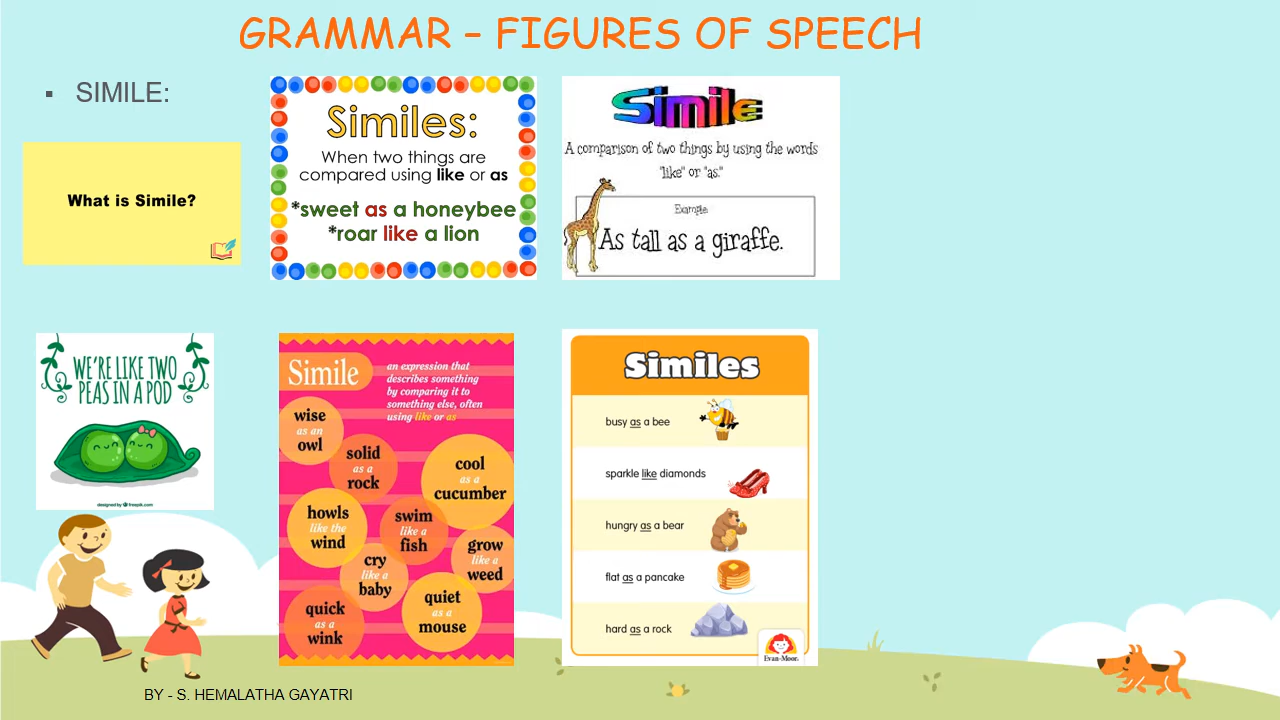 GRAMMAR – FIGURES OF SPEECH
▪ SIMILE:
What is Simile?
Similes:
When two things are
compared using like or as
*sweet as a honeybee
*roar like a lion
Simile
A comparison of two things by using the words
"like" or "as."
Example:
As tall as a giraffe.
WE'RE LIKE TWO
PEAS IN A POD
designed by freepik.com
Simile
an expression that
describes something
by comparing it to
something else, often
using like or as
wise
as an
owl
solid
as a
rock
cool
as a
cucumber
howls
like the
wind
swim
like a
fish
grow
like a
weed
cry
like a
baby
quick
as a
wink
quiet
as a
mouse
Similes
busy as a bee
sparkle like diamonds
hungry as a bear
flat as a pancake
hard as a rock
Evan-Moor
BY - S. HEMALATHA GAYATRI